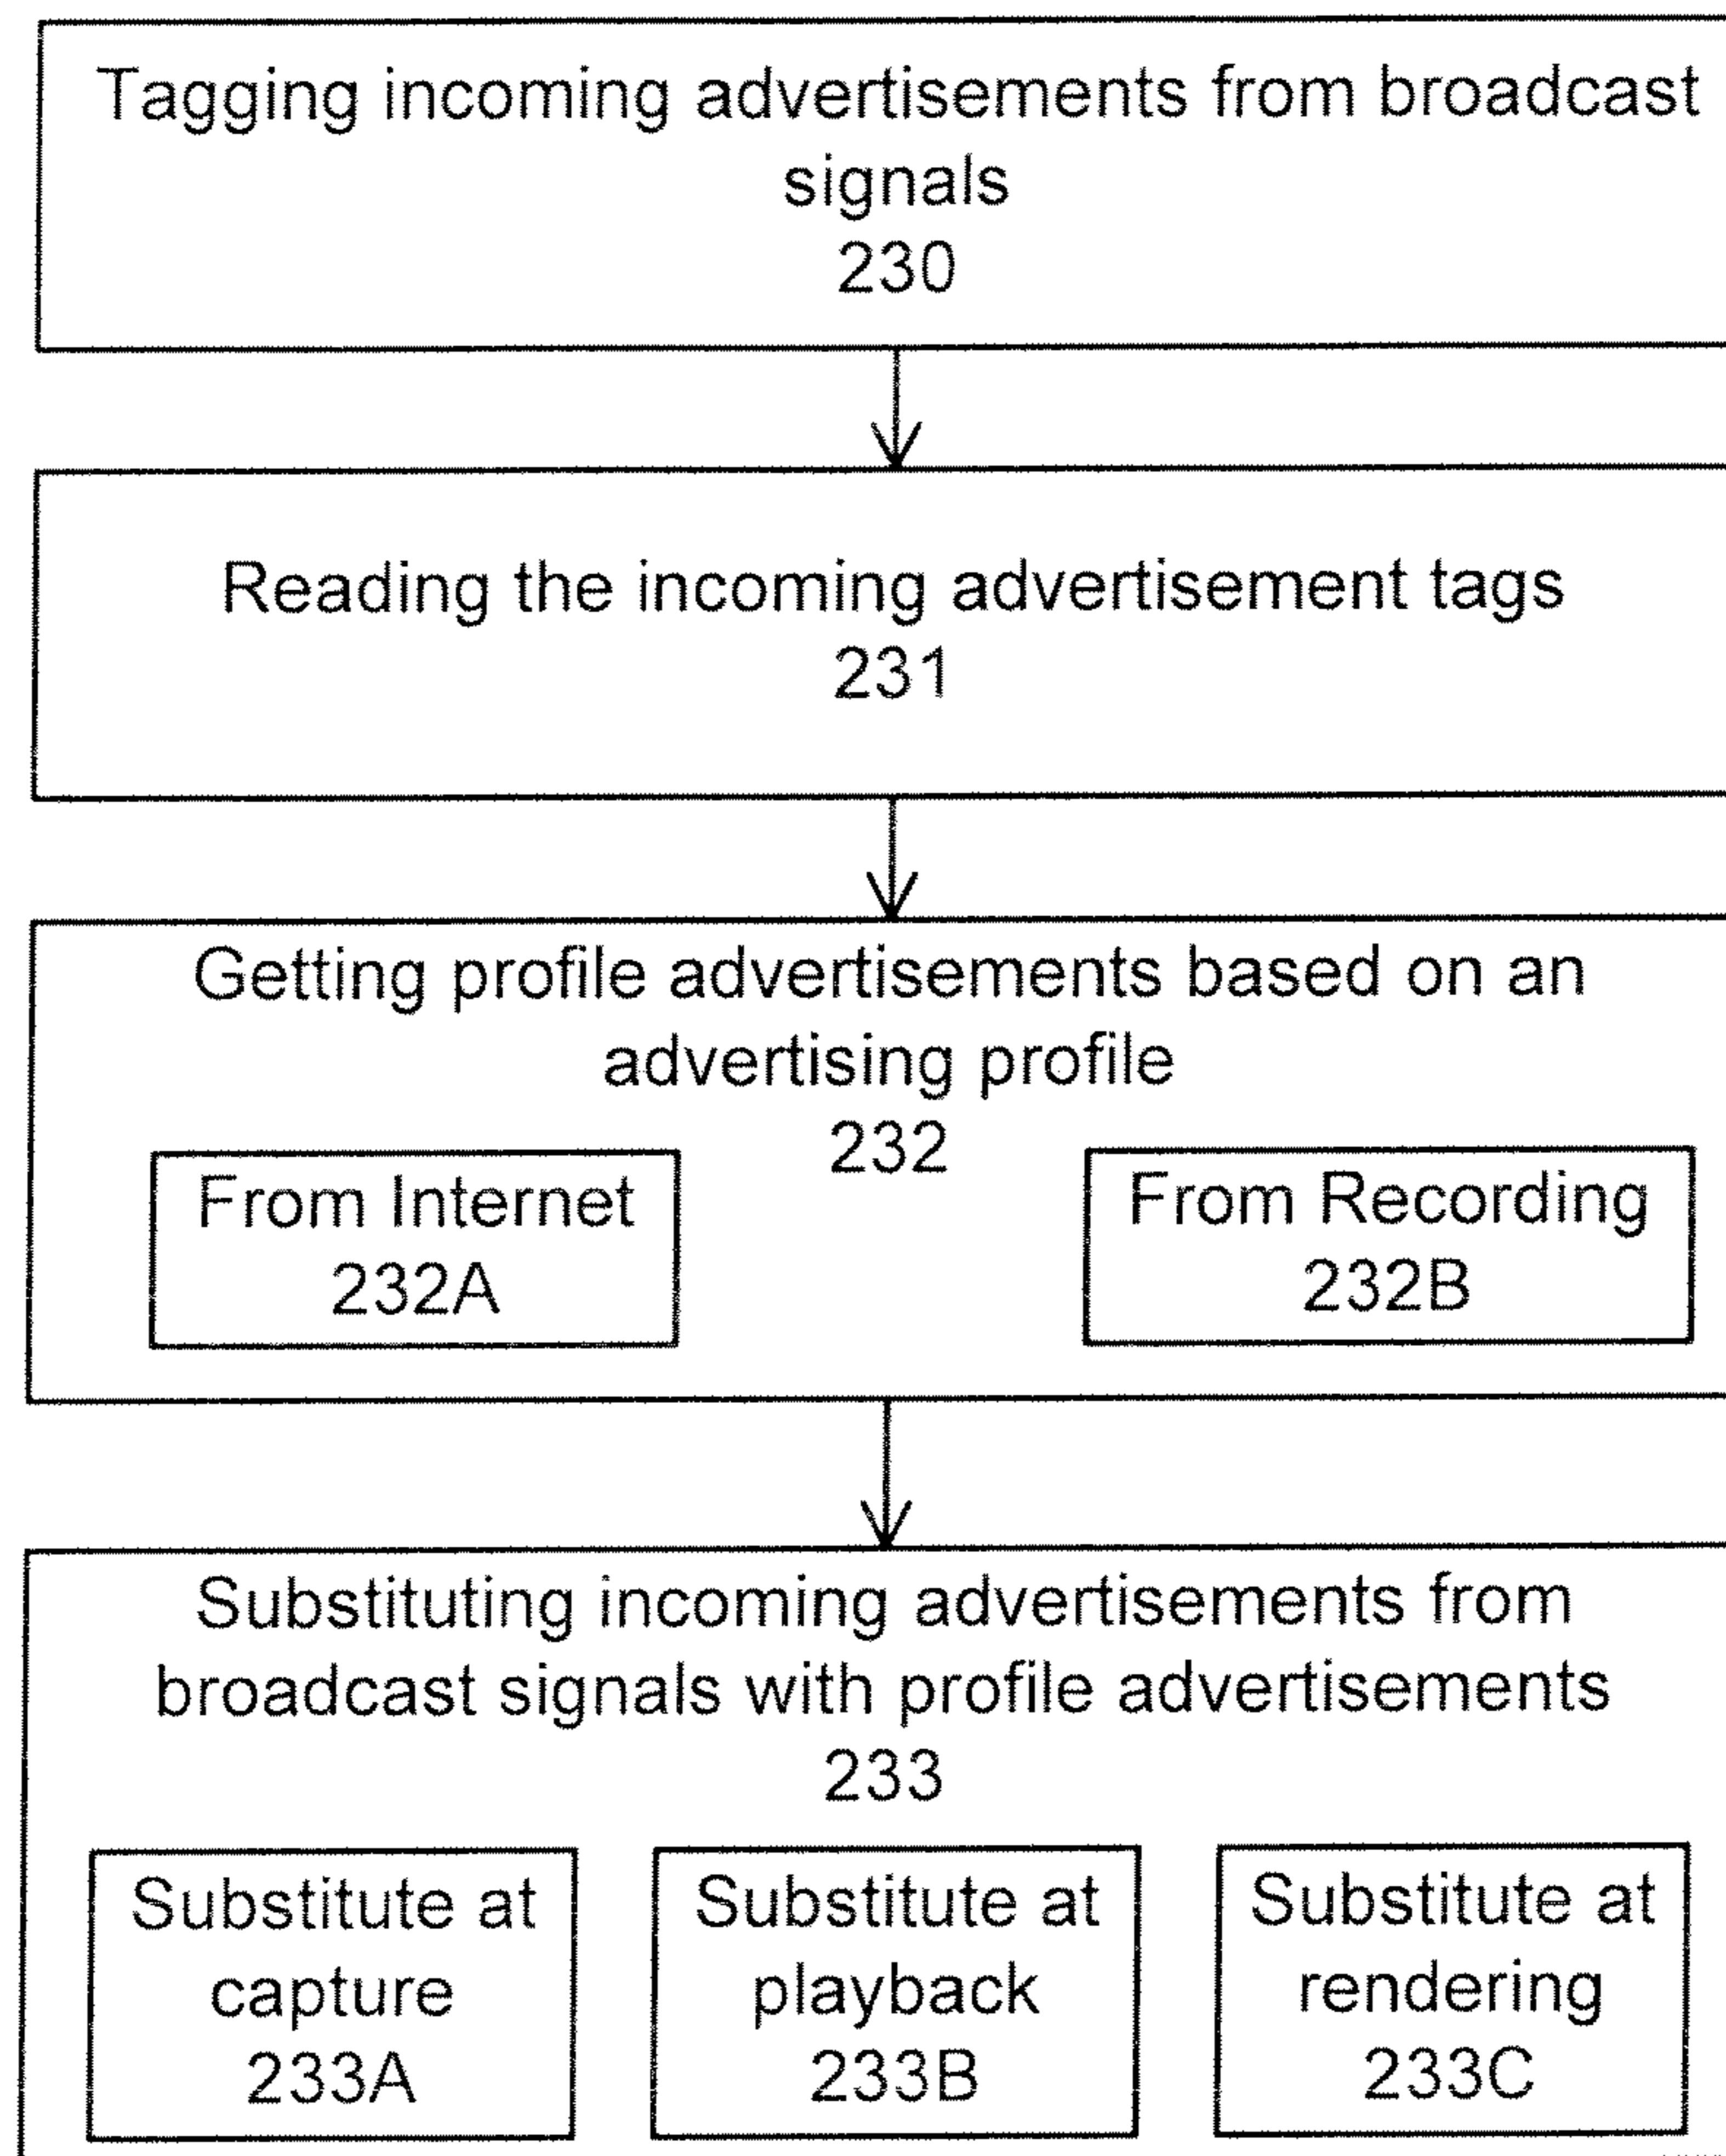 Tagging incoming advertisements from broadcast
signals
230
Reading the incoming advertisement tags
231
Getting profile advertisements based on an
advertising profile
232
From Internet
232A
From Recording
232B
Substituting incoming advertisements from
broadcast signals with profile advertisements
233
Substitute at
capture
233A
Substitute at
playback
233B
Substitute at
rendering
233C